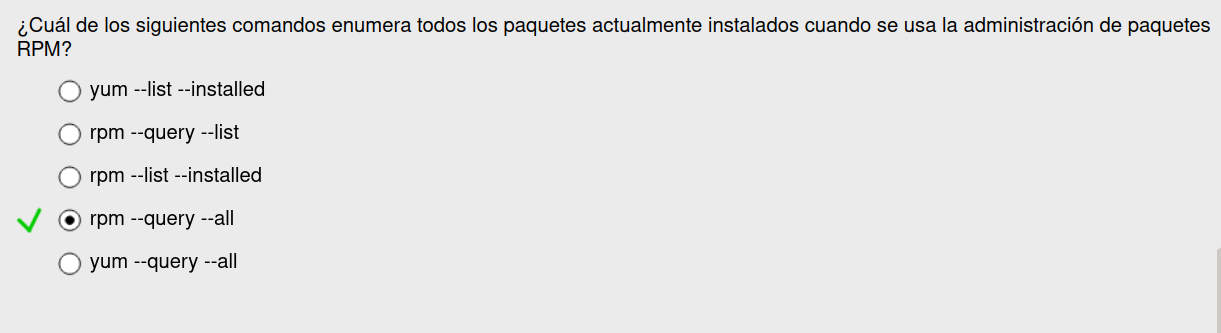 ¿Cuál de los siguientes comandos enumera todos los paquetes actualmente instalados cuando se usa la administración de paquetes
RPM?
yum --list --installed
rpm --query --list
rpm --list --installed
rpm --query --all
yum --query --all